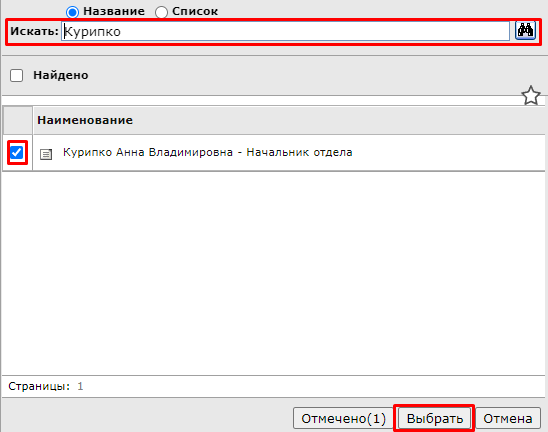 Название Список
Искать: Курипко
Найдено
Наименование
Курипко Анна Владимировна - Начальник отдела
Страницы: 1
Отмечено(1) Выбрать Отмена